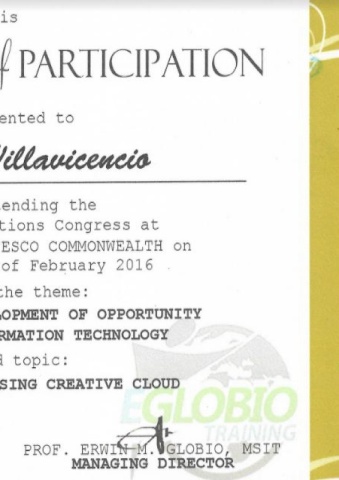 is
of PARTICIPATION
ented to
Villavicencio
ending the
tions Congress at
ESCO COMMONWEALTH on
of February 2016
the theme:
LOPMENT OF OPPORTUNITY
RMATION TECHNOLOGY
d topic:
SING CREATIVE CLOUD
EGLOBIO
TRAINING
PROF. ERWIN M. GLOBIO, MSIT
MANAGING DIRECTOR